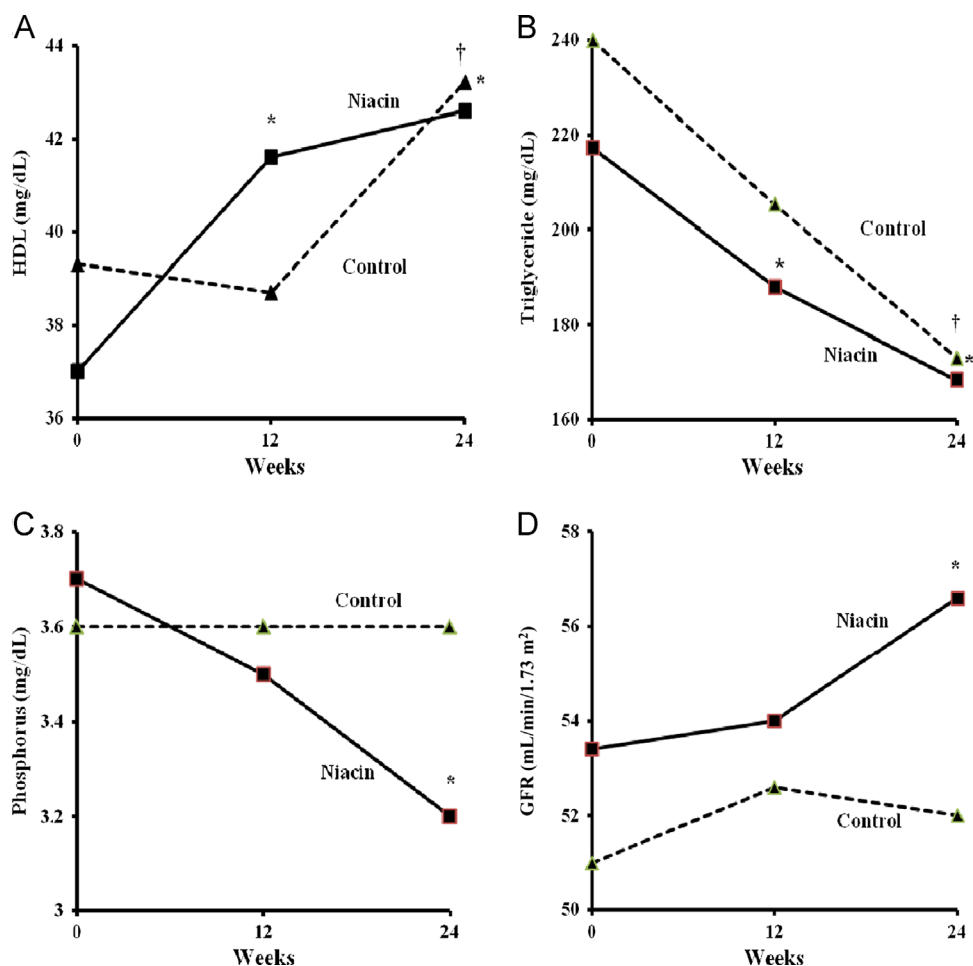 A
HDL (mg/dL)
44
42
40
38
36
0
12
24
Weeks
Niacin
Control
*
†
*
B
Triglyceride (mg/dL)
240
220
200
180
160
0
12
24
Weeks
Control
Niacin
*
†
*
C
Phosphorus (mg/dL)
3.8
3.6
3.4
3.2
3
0
12
24
Weeks
Control
Niacin
*
D
GFR (mL/min/1.73 m²)
58
56
54
52
50
0
12
24
Weeks
Niacin
Control
*